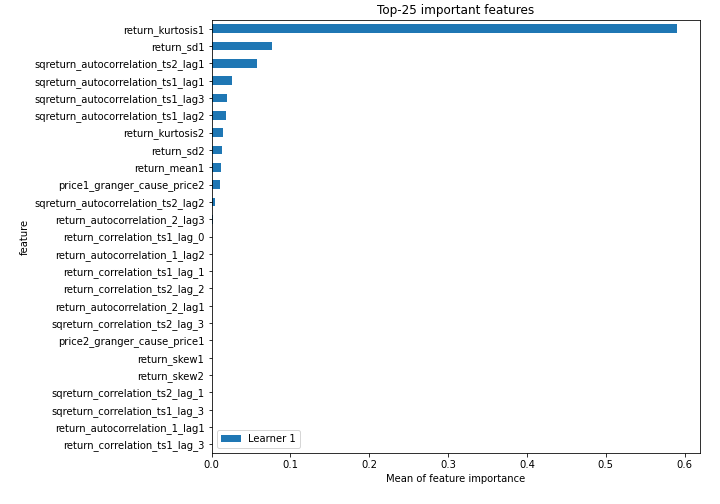 Top-25 important features
return_kurtosis1
return_sd1
sqreturn_autocorrelation_ts2_lag1
sqreturn_autocorrelation_ts1_lag1
sqreturn_autocorrelation_ts1_lag3
sqreturn_autocorrelation_ts1_lag2
return_kurtosis2
return_sd2
return_mean1
price1_granger_cause_price2
sqreturn_autocorrelation_ts2_lag2
return_autocorrelation_2_lag3
return_correlation_ts1_lag_0
return_autocorrelation_1_lag2
return_correlation_ts1_lag_1
return_correlation_ts2_lag_2
return_autocorrelation_2_lag1
sqreturn_correlation_ts2_lag_3
price2_granger_cause_price1
return_skew1
return_skew2
sqreturn_correlation_ts2_lag_1
sqreturn_correlation_ts1_lag_3
return_autocorrelation_1_lag1
return_correlation_ts1_lag_3
feature
Learner 1
0.0 0.1 0.2 0.3 0.4 0.5 0.6
Mean of feature importance